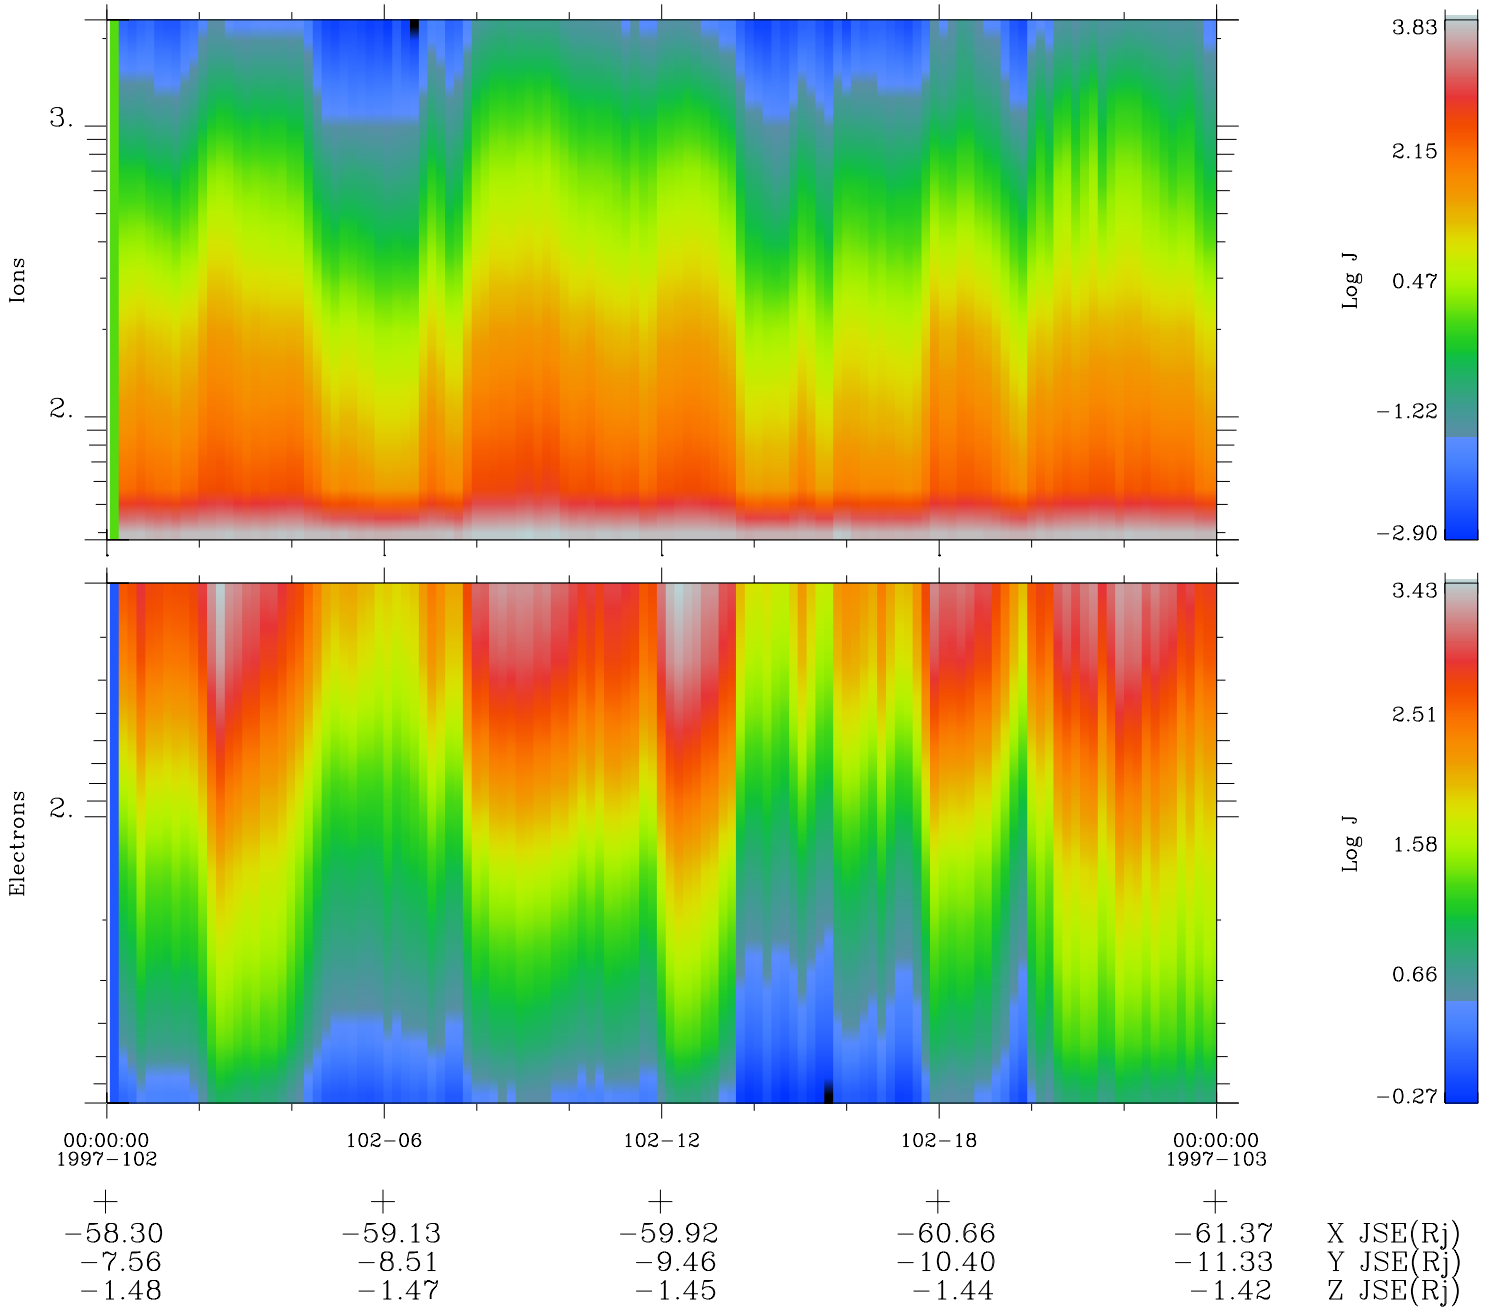 3.
2.
Ions
3.83
2.15
0.47
−1.22
−2.90
Log J
2.
Electrons
3.43
2.51
1.58
0.66
−0.27
Log J
00:00:00 102−06 102−12 102−18 00:00:00
1997−102 1997−103
−58.30 −59.13 −59.92 −60.66 −61.37 X JSE(Rj)
−7.56 −8.51 −9.46 −10.40 −11.33 Y JSE(Rj)
−1.48 −1.47 −1.45 −1.44 −1.42 Z JSE(Rj)